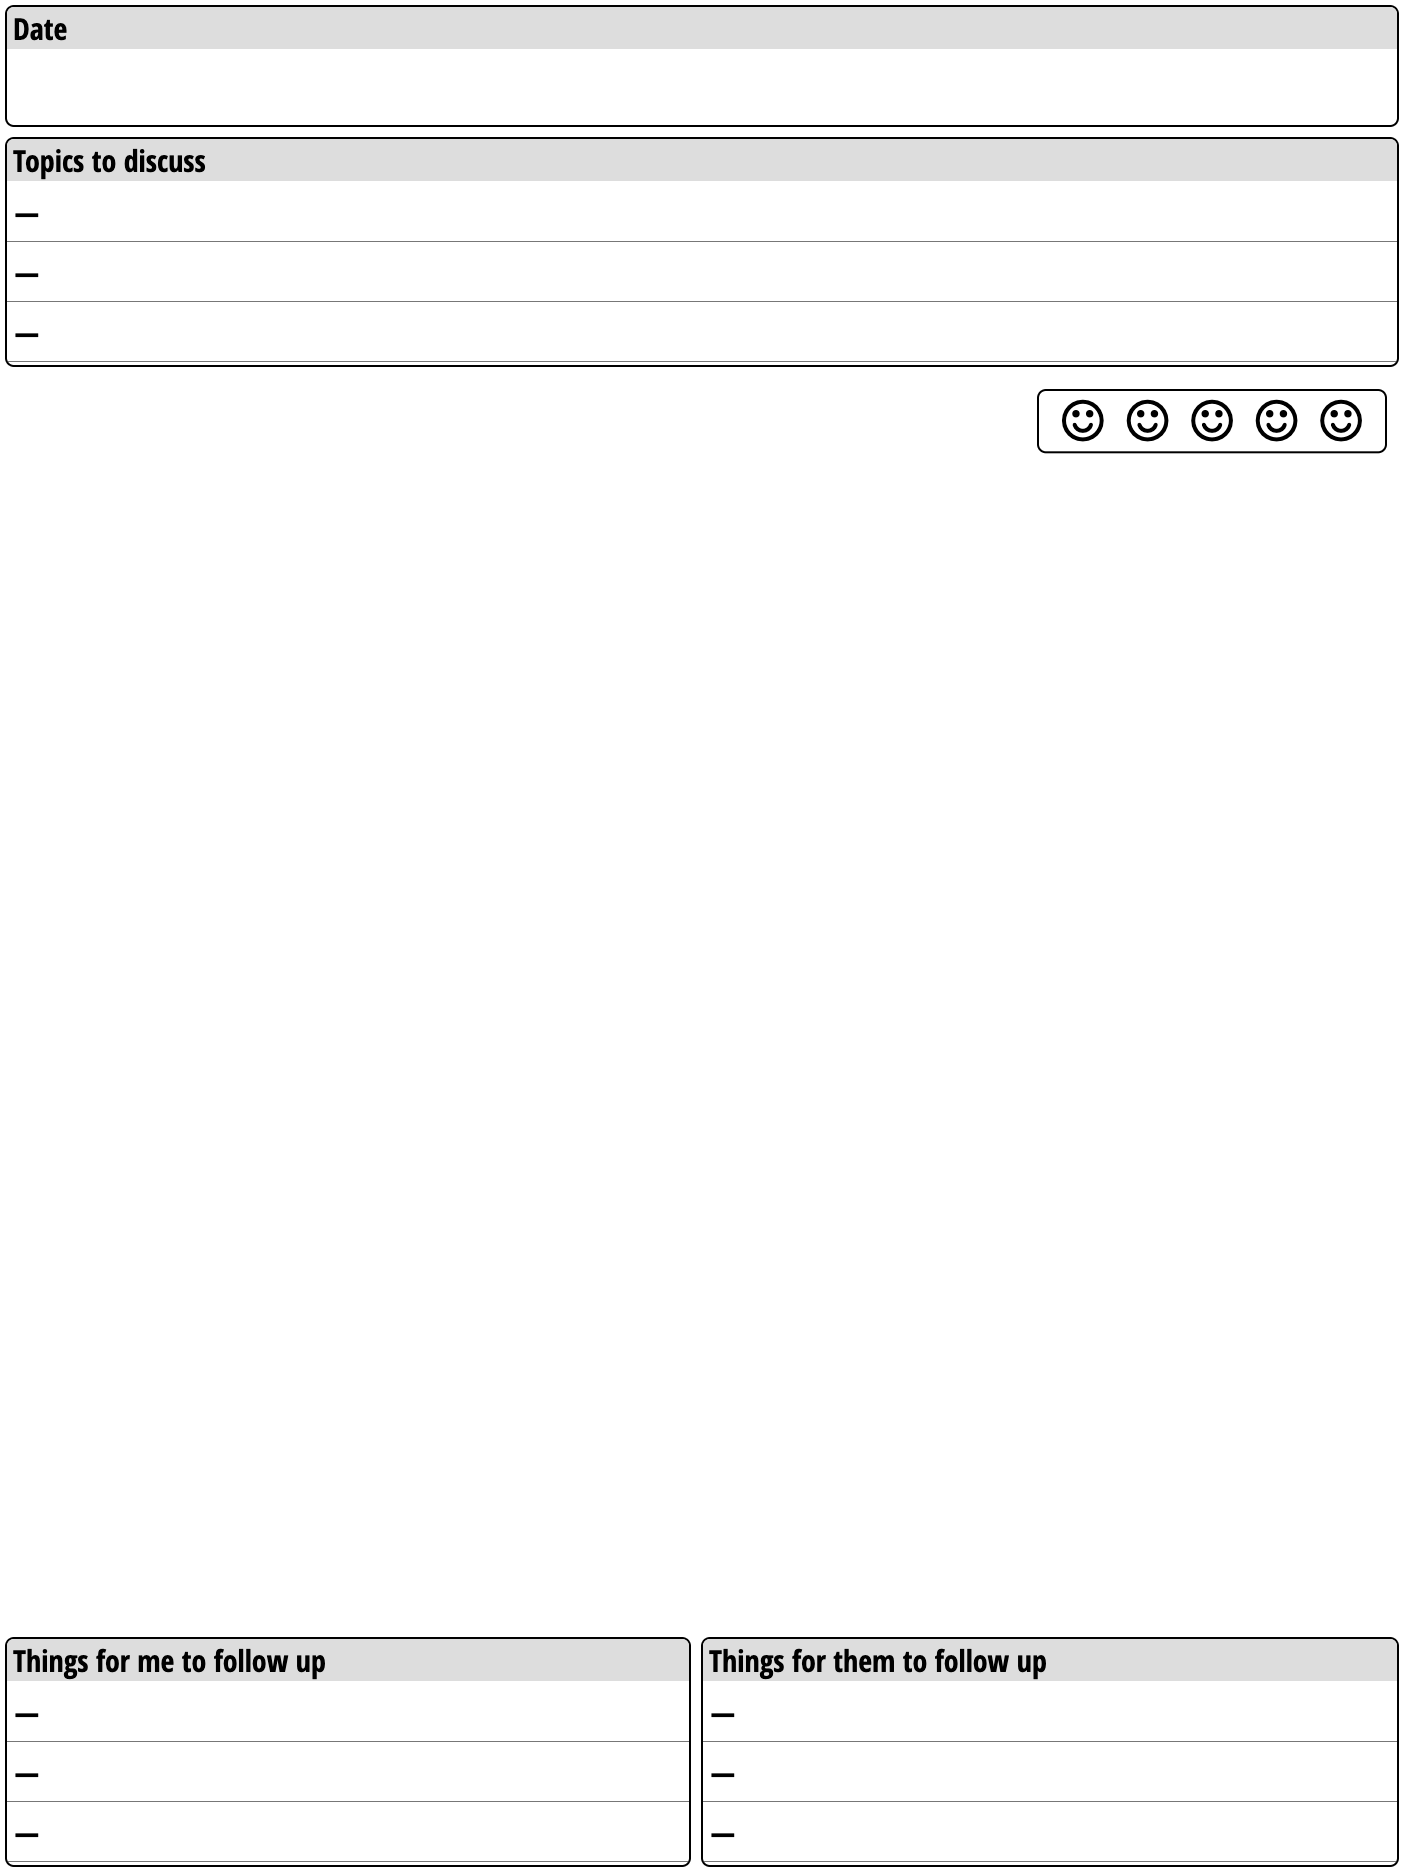 Date
Topics to discuss
—
—
—
☺ ☺ ☺ ☺ ☺
Things for me to follow up
—
—
—
Things for them to follow up
—
—
—